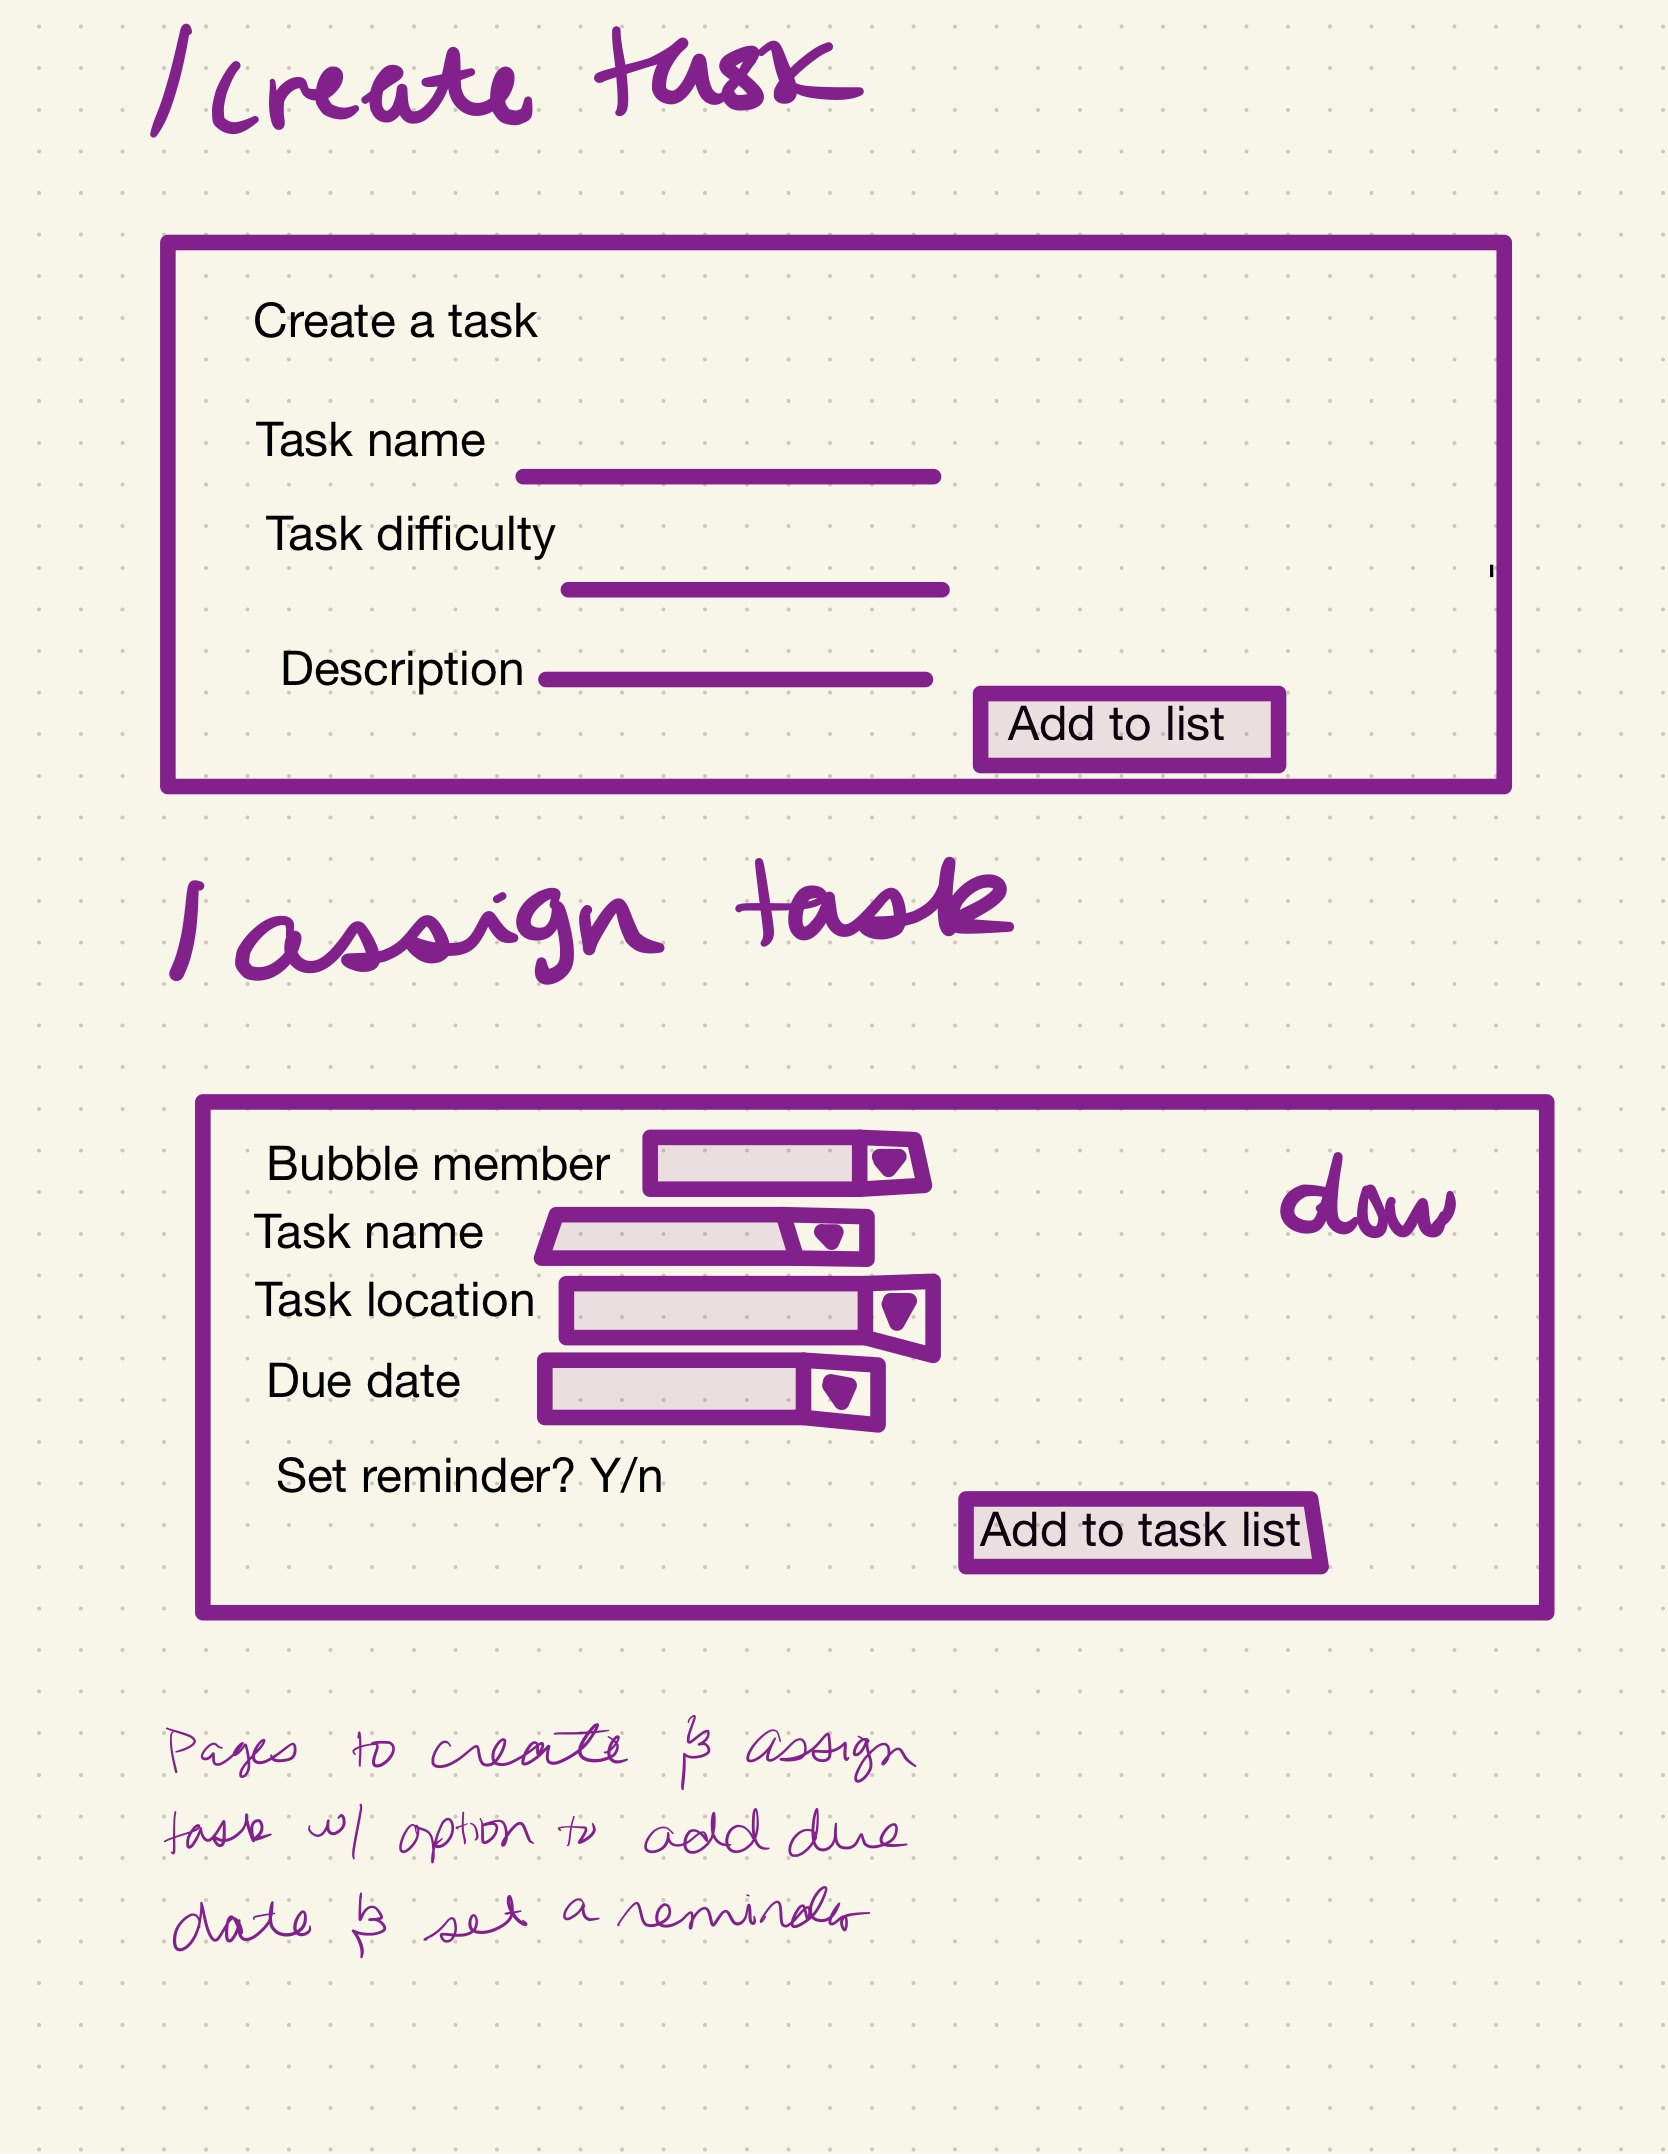 /create task
Create a task
Task name
Task difficulty
Description
Add to list
/assign task
Bubble member
dow
Task name
Task location
Due date
Set reminder? Y/n
Add to task list
Pages to create & assign
task w/ option to add due
date & set a reminder